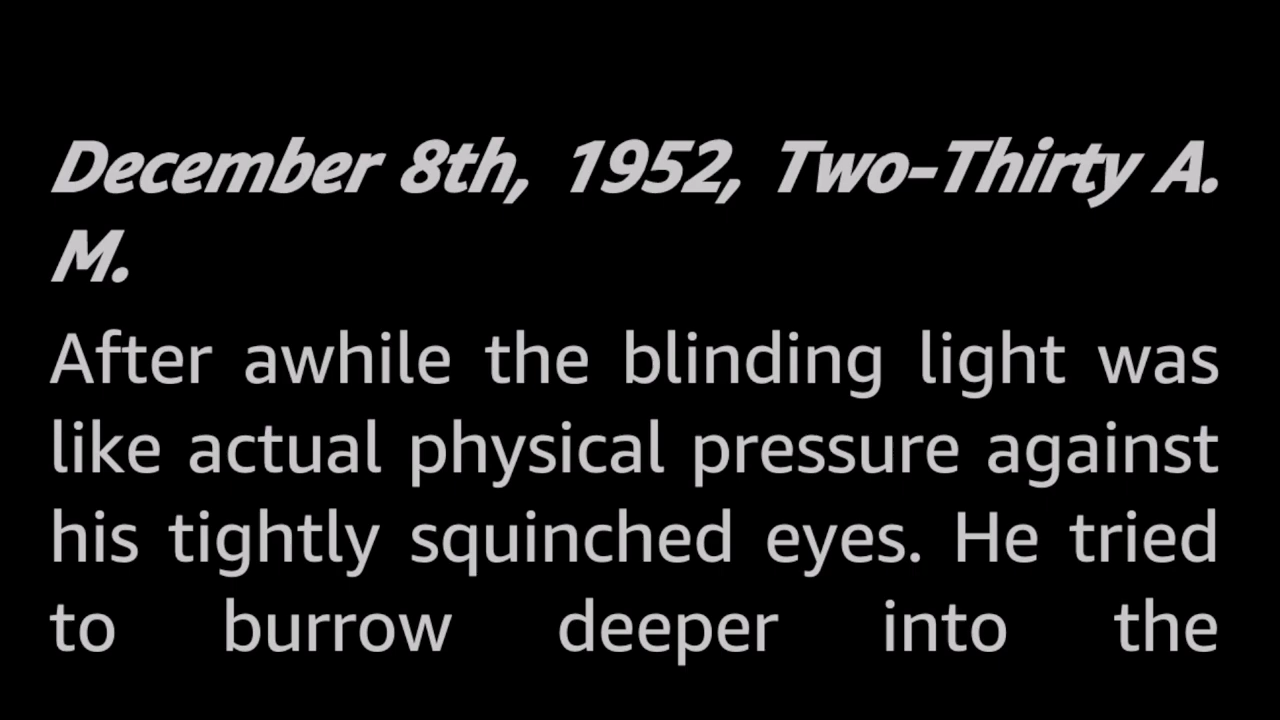 December 8th, 1952, Two-Thirty A.
M.
After awhile the blinding light was
like actual physical pressure against
his tightly squinched eyes. He tried
to burrow deeper into the